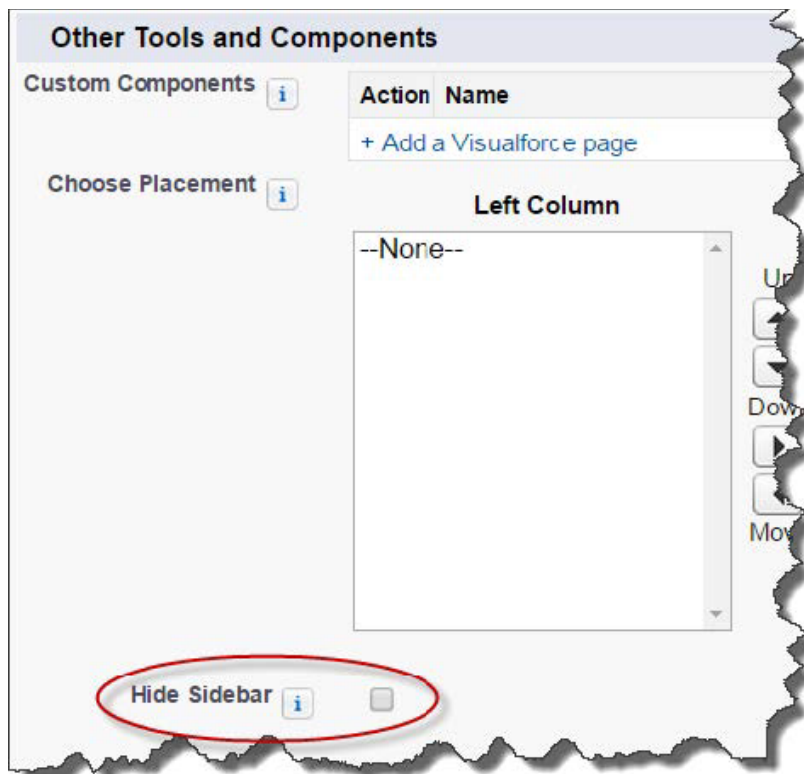 Other Tools and Components
Custom Components i
Action Name
+ Add a Visualforce page
Choose Placement i
Left Column
--None--
Hide Sidebar i